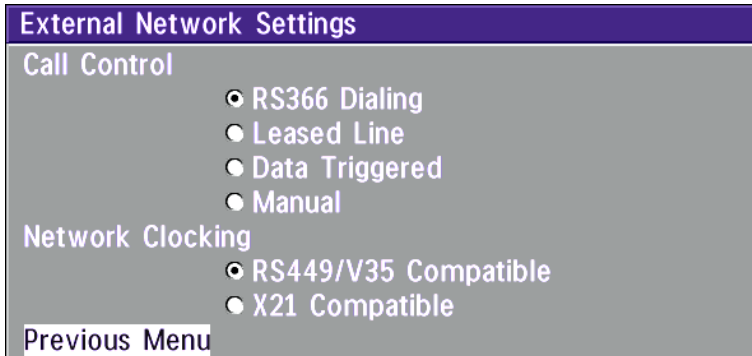 External Network Settings
Call Control
RS366 Dialing
Leased Line
Data Triggered
Manual
Network Clocking
RS449/V35 Compatible
X21 Compatible
Previous Menu